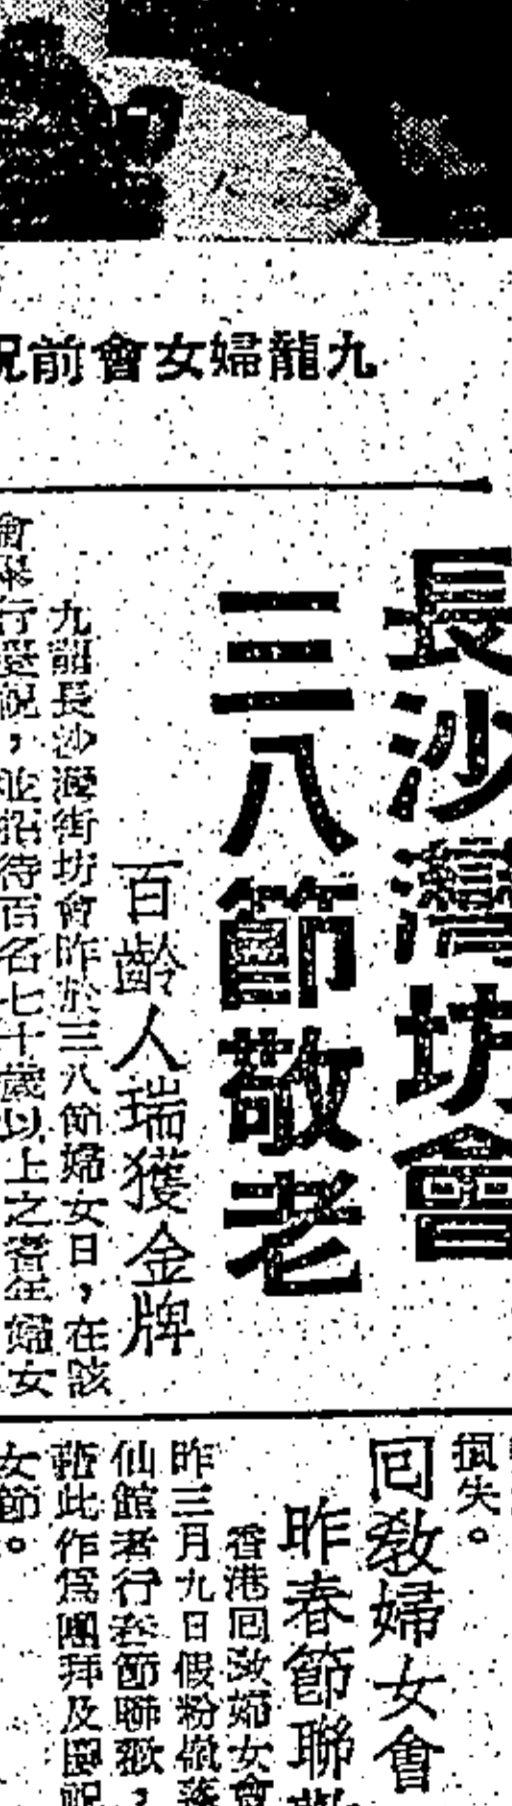 九龍婦女會前祝
長沙灣坊會
三八節敬老
百齡人瑞獲金牌
九龍長沙灣街坊會昨於三八節婦女日，在該
會舉行慶祝，並招待百名七十歲以上之耆年婦女
損失。
回教婦女會
昨春節聯歡
香港回教婦女會
昨三月九日假粉嶺蓬
仙館舉行春節聯歡，
藉此作為團拜及慶祝
女節。